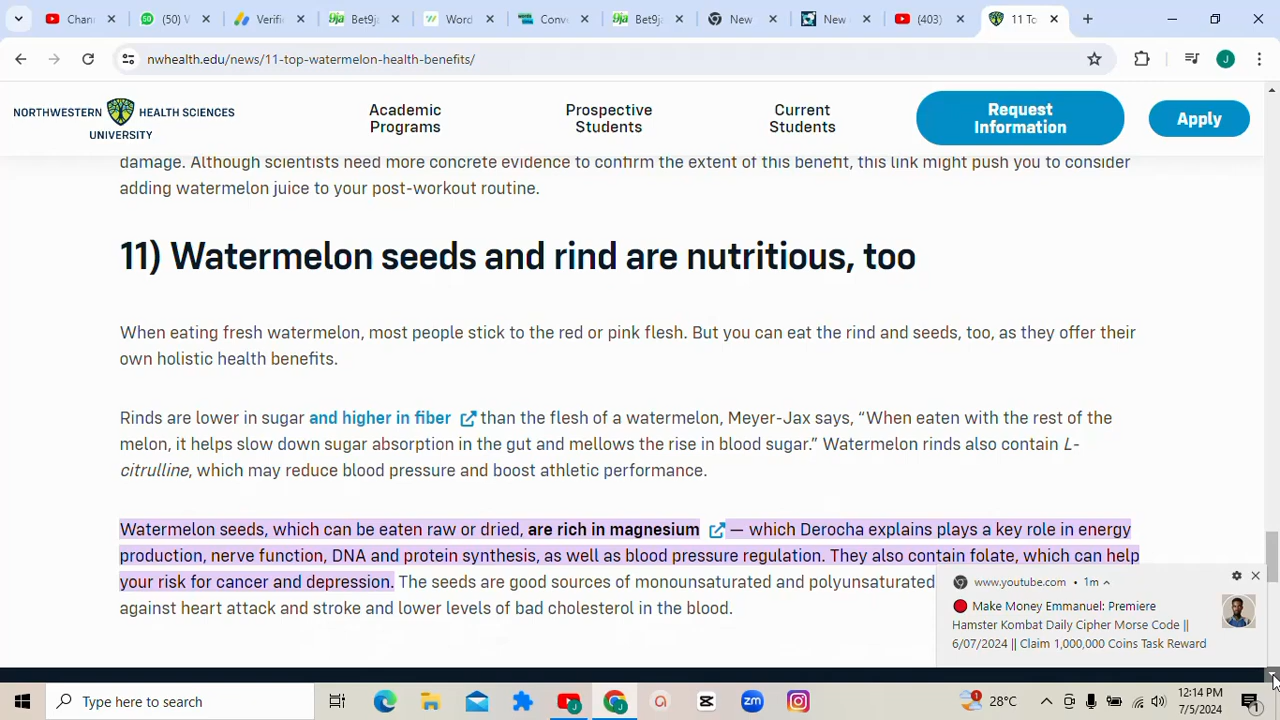 Chan
(50) V
Verifi
Bet9j
Word
Conv
Bet9j
New
New
(403)
11 To
nwhealth.edu/news/11-top-watermelon-health-benefits/
J
NORTHWESTERN HEALTH SCIENCES
UNIVERSITY
Academic
Programs
Prospective
Students
Current
Students
Request
Information
Apply
damage. Although scientists need more concrete evidence to confirm the extent of this benefit, this link might push you to consider
adding watermelon juice to your post-workout routine.
11) Watermelon seeds and rind are nutritious, too
When eating fresh watermelon, most people stick to the red or pink flesh. But you can eat the rind and seeds, too, as they offer their
own holistic health benefits.
Rinds are lower in sugar and higher in fiber than the flesh of a watermelon, Meyer-Jax says, “When eaten with the rest of the
melon, it helps slow down sugar absorption in the gut and mellows the rise in blood sugar.” Watermelon rinds also contain L-
citrulline, which may reduce blood pressure and boost athletic performance.
Watermelon seeds, which can be eaten raw or dried, are rich in magnesium — which Derocha explains plays a key role in energy
production, nerve function, DNA and protein synthesis, as well as blood pressure regulation. They also contain folate, which can help
your risk for cancer and depression. The seeds are good sources of monounsaturated and polyunsaturated
against heart attack and stroke and lower levels of bad cholesterol in the blood.
www.youtube.com • 1m
Make Money Emmanuel: Premiere
Hamster Kombat Daily Cipher Morse Code ||
6/07/2024 || Claim 1,000,000 Coins Task Reward
Type here to search
28°C
12:14 PM
7/5/2024